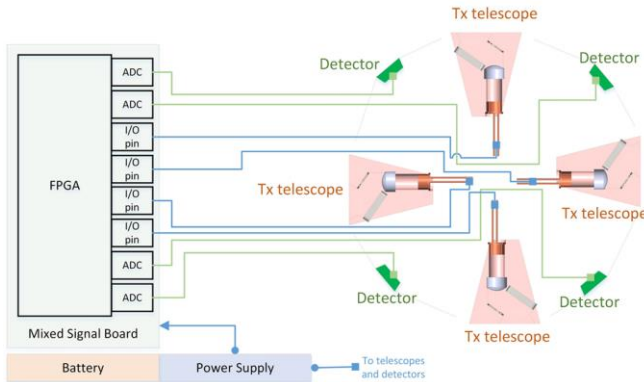 Tx telescope
Detector
Detector
ADC
ADC
I/O
pin
I/O
pin
FPGA
Tx telescope
I/O
pin
Tx telescope
I/O
pin
ADC
ADC
Detector
Detector
Tx telescope
Mixed Signal Board
Battery
Power Supply
To telescopes
and detectors